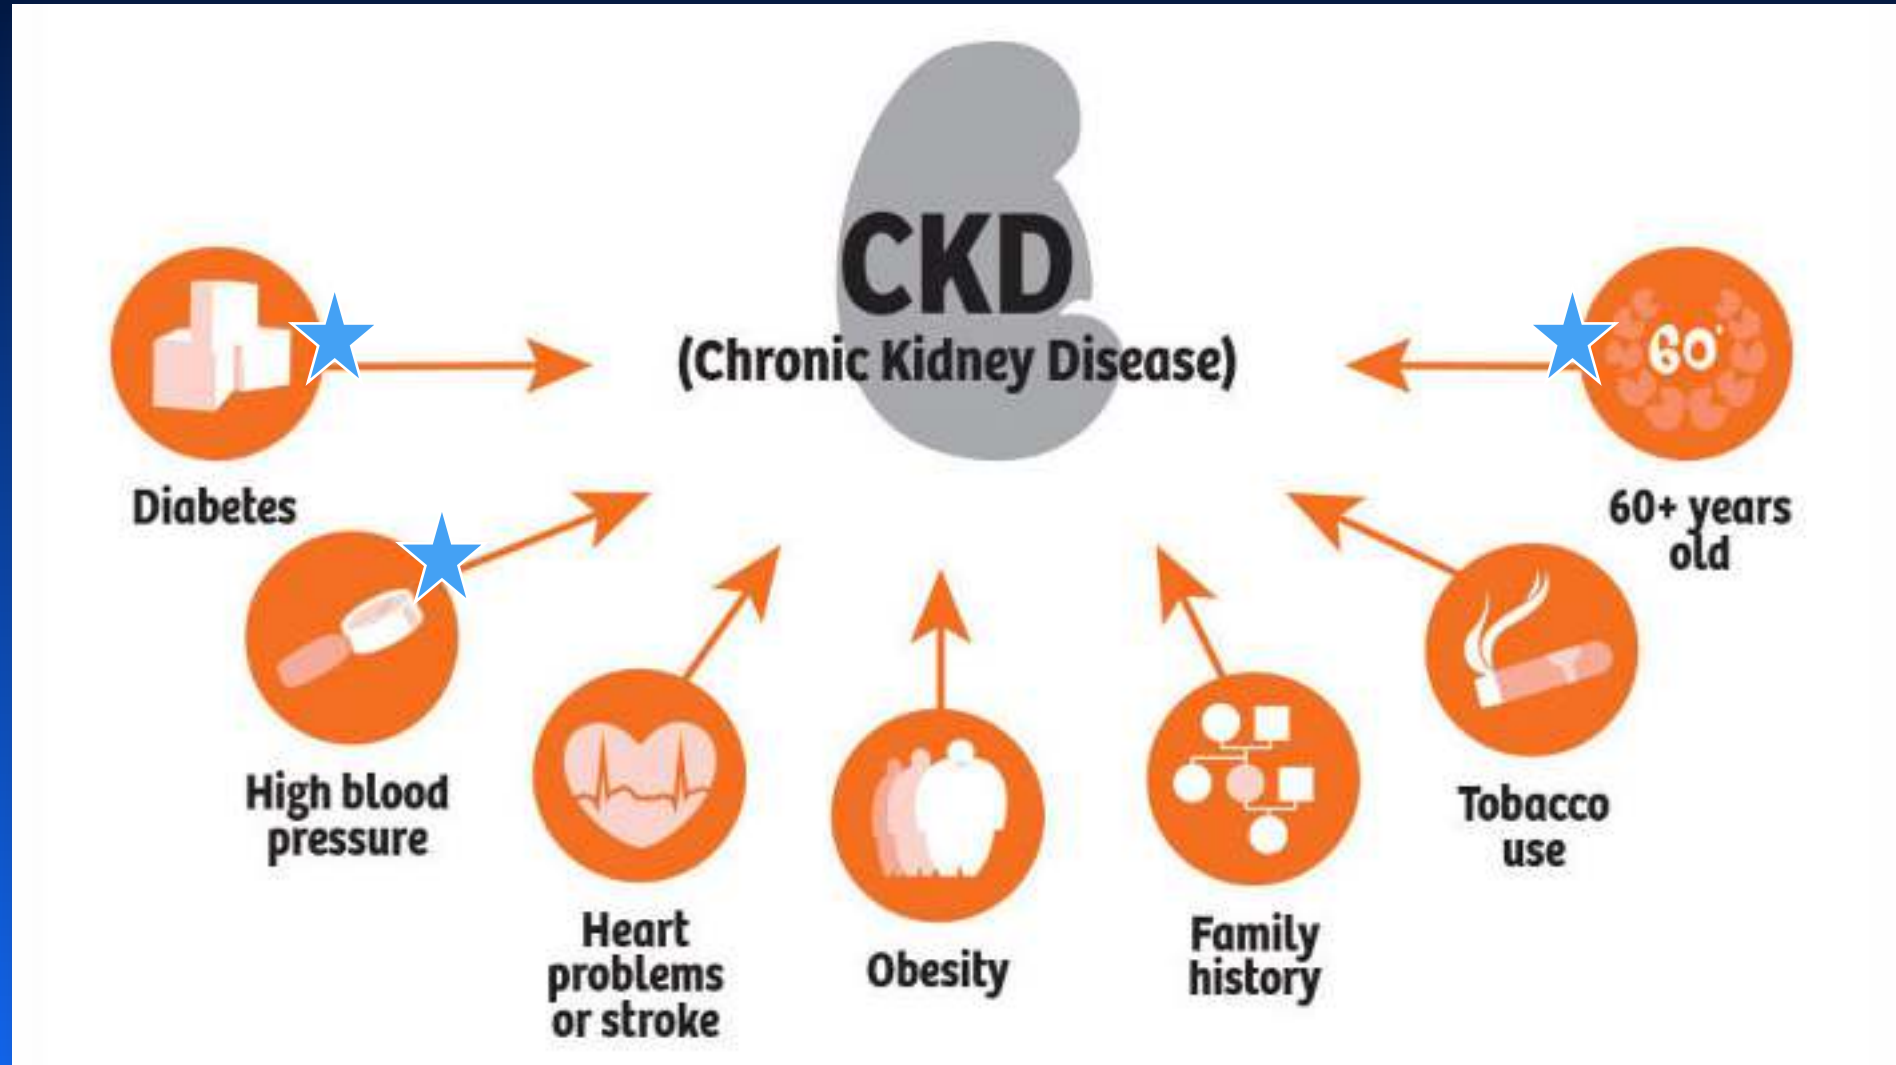 CKD
(Chronic Kidney Disease)
60+
Diabetes
High blood
pressure
Heart
problems
or stroke
Obesity
Family
history
Tobacco
use
60+ years
old